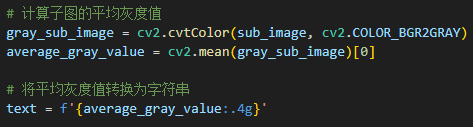 # 计算子图的平均灰度值
gray_sub_image = cv2.cvtColor(sub_image, cv2.COLOR_BGR2GRAY)
average_gray_value = cv2.mean(gray_sub_image)[0]
# 将平均灰度值转换为字符串
text = f'{average_gray_value:.4g}'